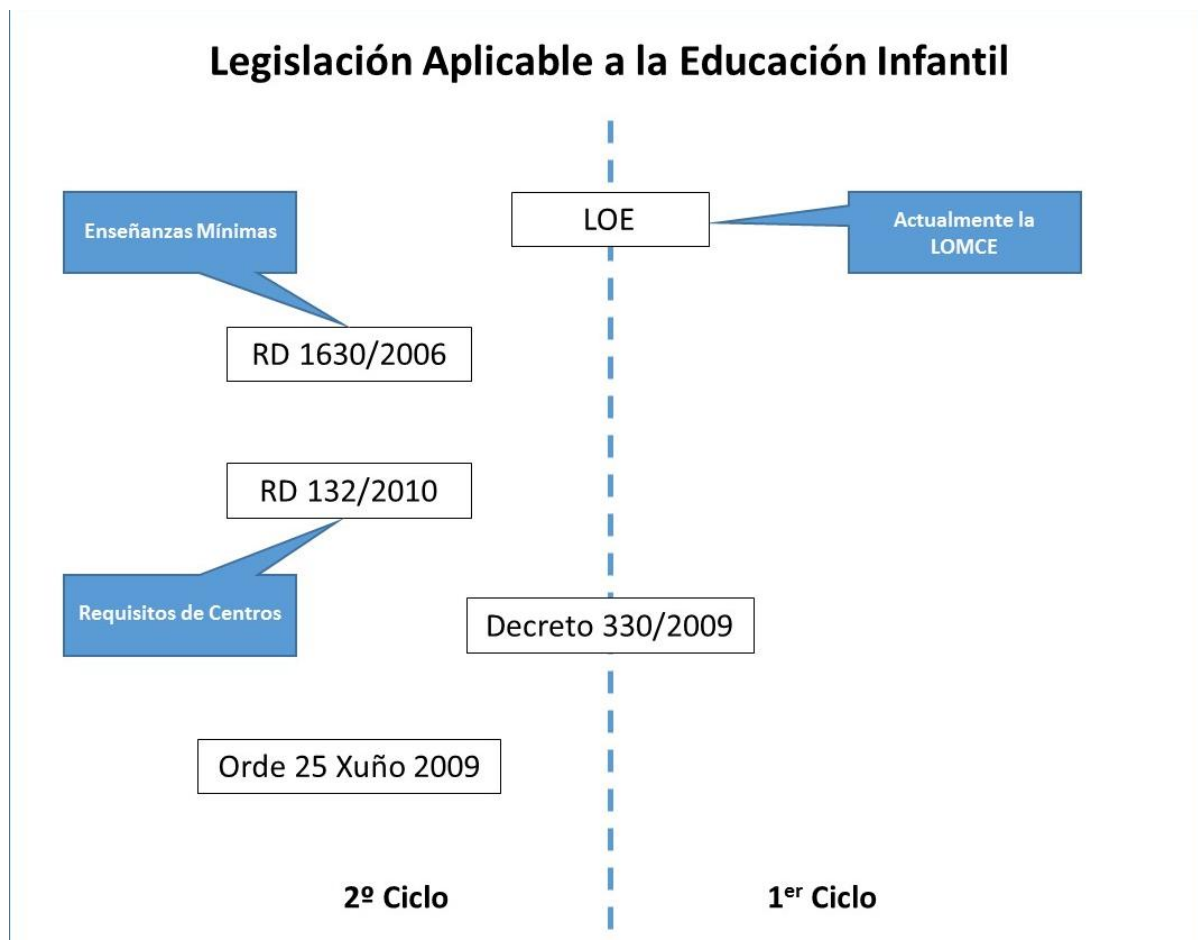 Legislación Aplicable a la Educación Infantil
Enseñanzas Mínimas
LOE
Actualmente la
LOMCE
RD 1630/2006
RD 132/2010
Requisitos de Centros
Decreto 330/2009
Orde 25 Xuño 2009
2º Ciclo
1er Ciclo